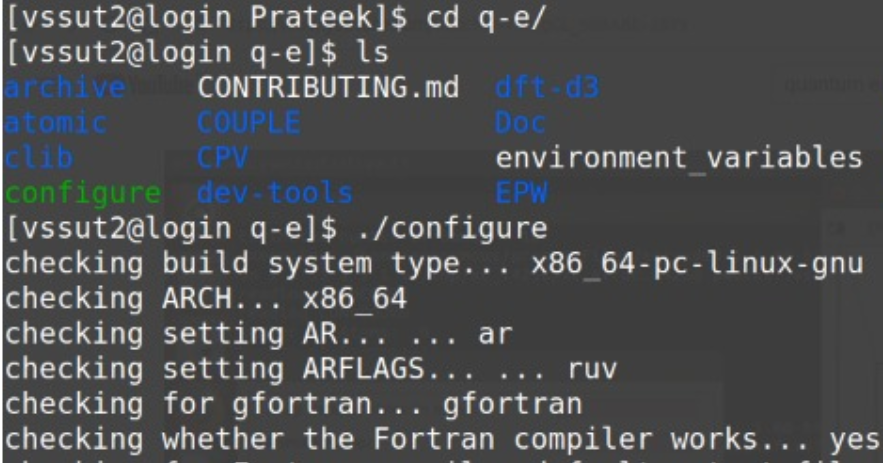 [vssut2@login Prateek]$ cd q-e/
[vssut2@login q-e]$ ls
archive CONTRIBUTING.md dft-d3
atomic COUPLE Doc
clib CPV environment_variables
configure dev-tools EPW
[vssut2@login q-e]$ ./configure
checking build system type... x86_64-pc-linux-gnu
checking ARCH... x86_64
checking setting AR... ... ar
checking setting ARFLAGS... ... ruv
checking for gfortran... gfortran
checking whether the Fortran compiler works... yes